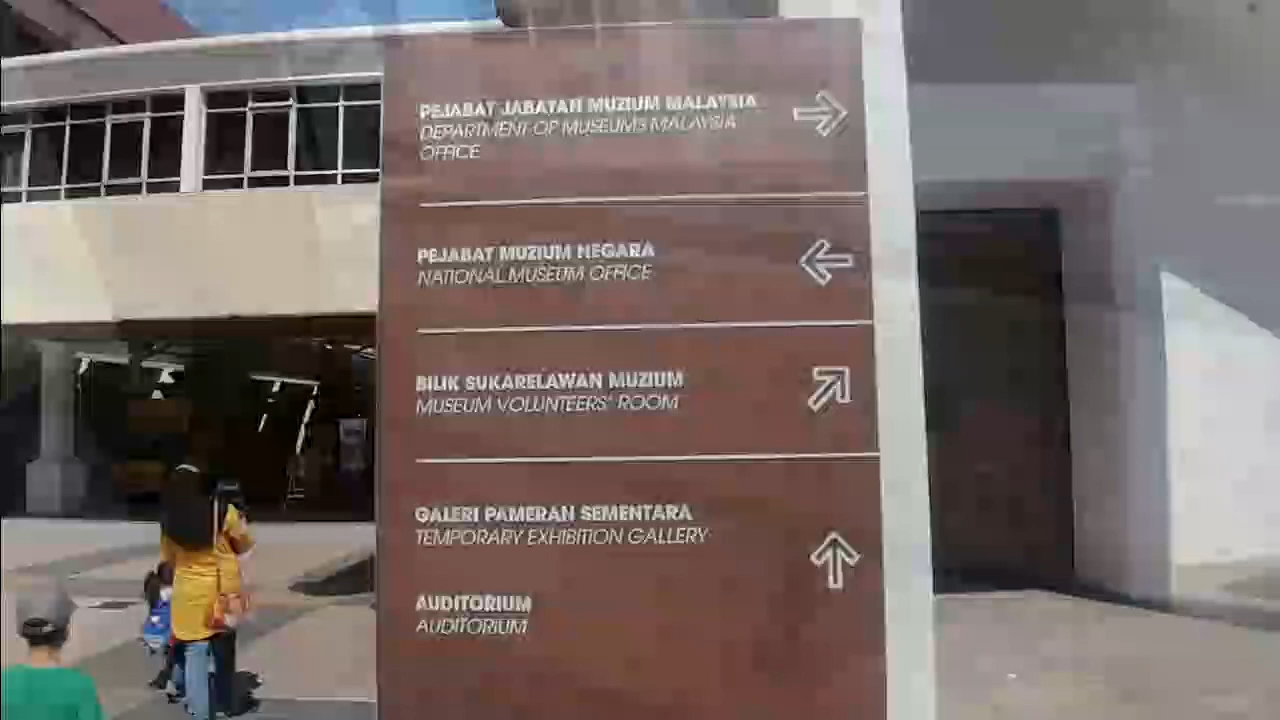 PEJABAT JABATAN MUZIUM MALAYSIA
DEPARTMENT OF MUSEUMS MALAYSIA
OFFICE
PEJABAT MUZIUM NEGARA
NATIONAL MUSEUM OFFICE
BILIK SUKARELAWAN MUZIUM
MUSEUM VOLUNTEERS' ROOM
GALERI PAMERAN SEMENTARA
TEMPORARY EXHIBITION GALLERY
AUDITORIUM
AUDITORIUM